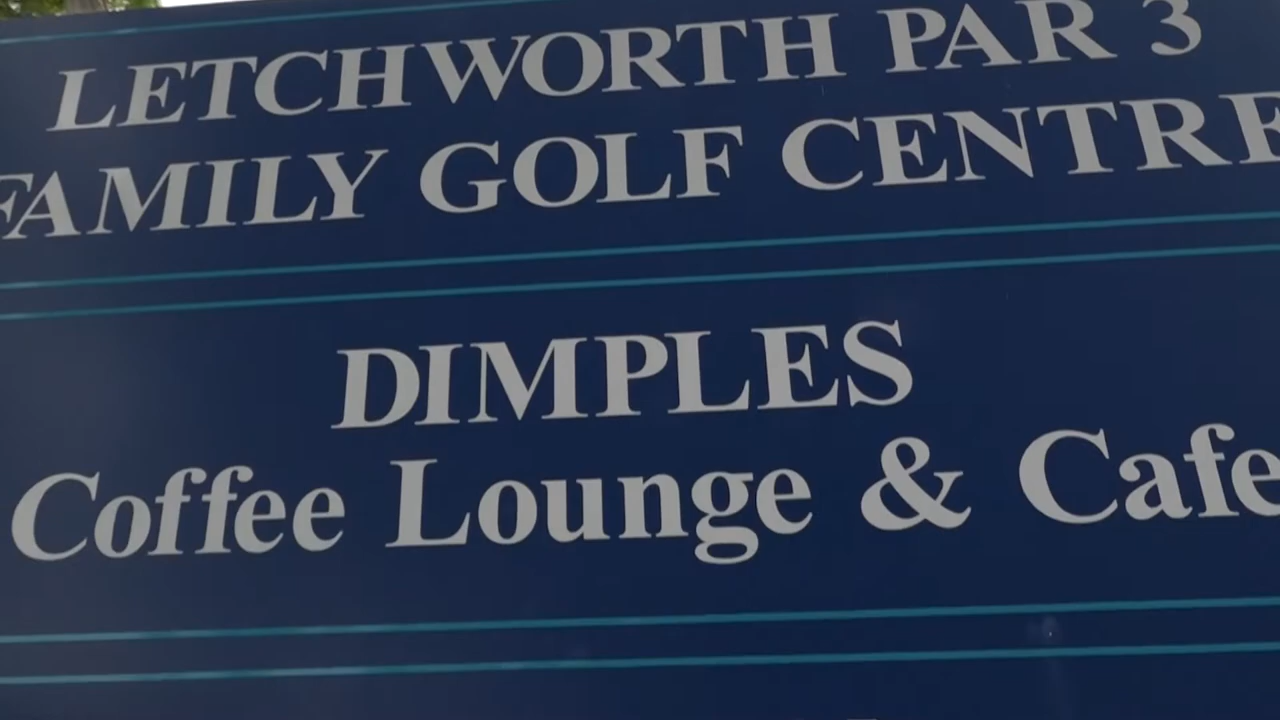 LETCHWORTH PAR 3
FAMILY GOLF CENTRE
DIMPLES
Coffee Lounge & Cafe